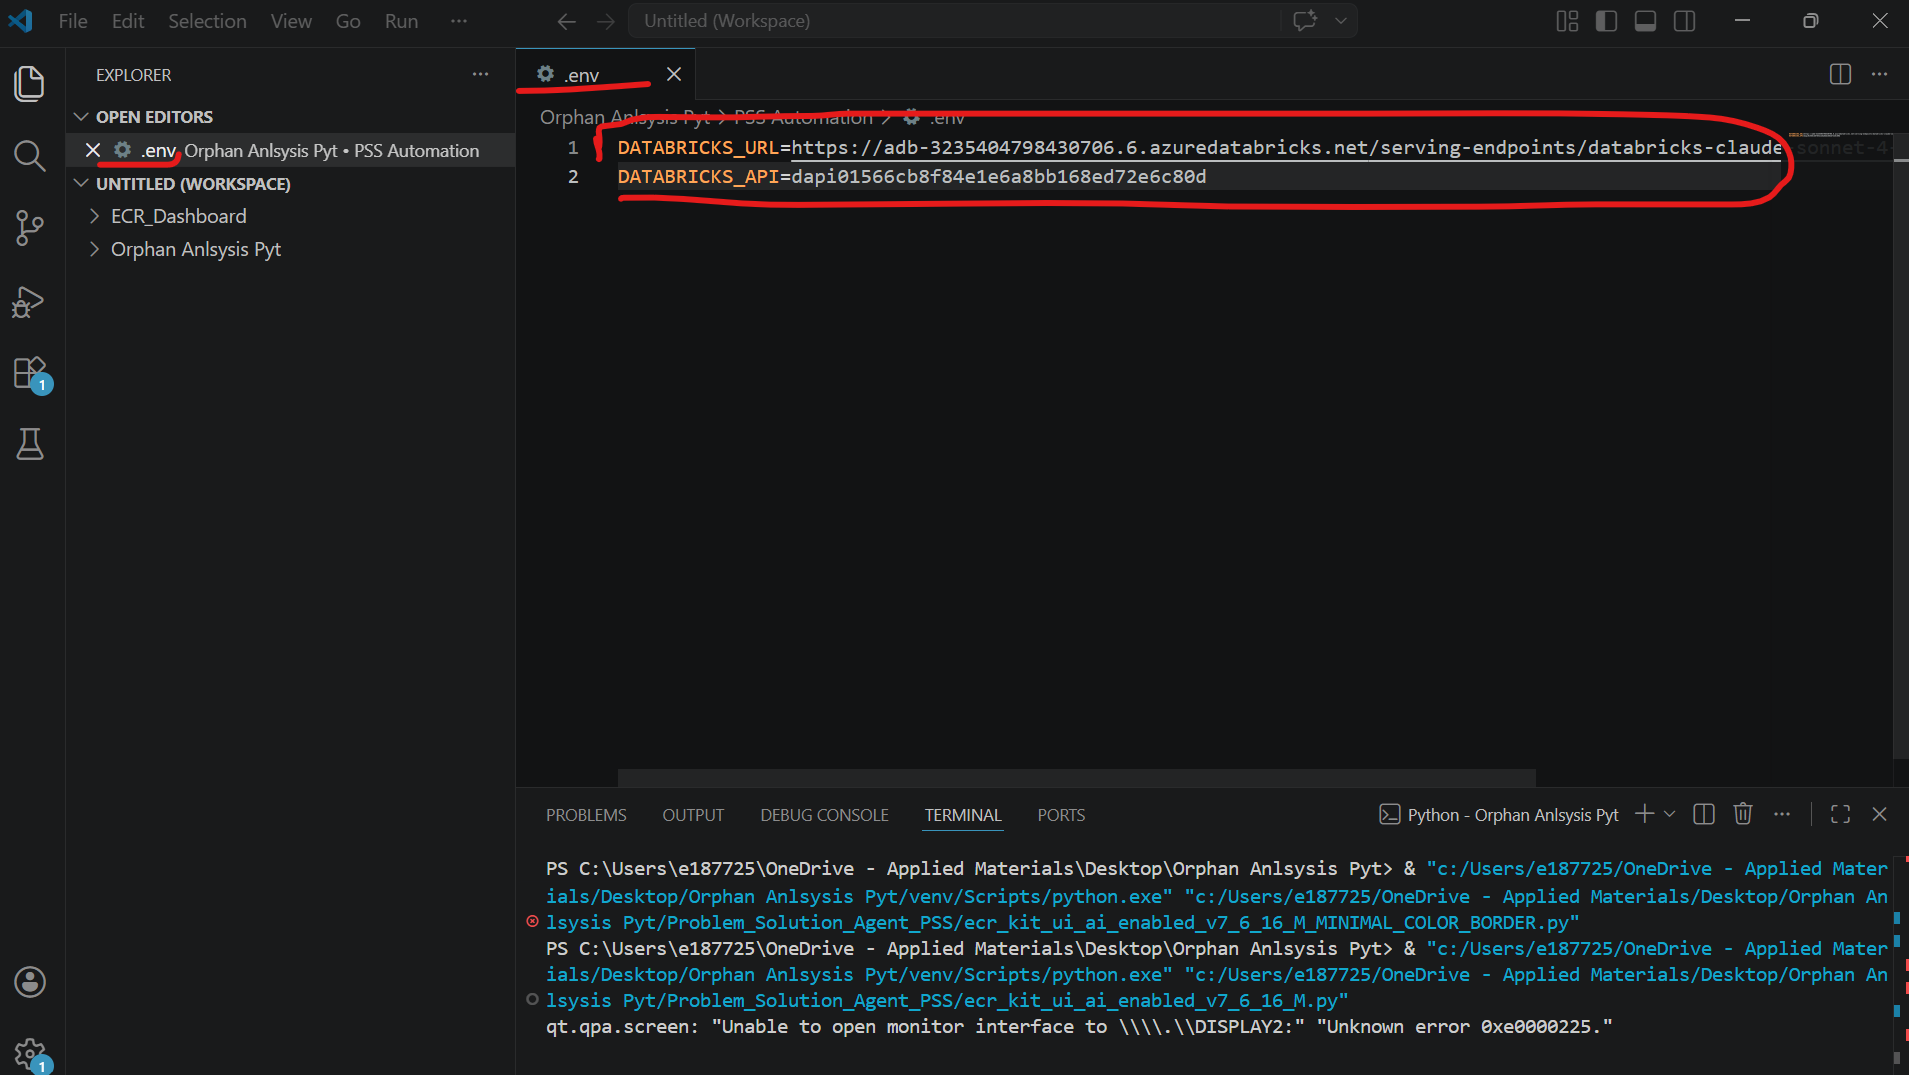 File Edit Selection View Go Run ···
Untitled (Workspace)
EXPLORER ···
.env
OPEN EDITORS
Orphan Anlsysis Pyt > PSS Automation > .env
.env Orphan Anlsysis Pyt • PSS Automation
1 DATABRICKS_URL=https://adb-3235404798430706.6.azuredatabricks.net/serving-endpoints/databricks-claude-sonnet-4-
2 DATABRICKS_API=dapi01566cb8f84e1e6a8bb168ed72e6c80d
UNTITLED (WORKSPACE)
ECR_Dashboard
Orphan Anlsysis Pyt
1
PROBLEMS OUTPUT DEBUG CONSOLE TERMINAL PORTS
Python - Orphan Anlsysis Pyt
PS C:\Users\e187725\OneDrive - Applied Materials\Desktop\Orphan Anlsysis Pyt> & "c:/Users/e187725/OneDrive - Applied Mater
ials/Desktop/Orphan Anlsysis Pyt/venv/Scripts/python.exe" "c:/Users/e187725/OneDrive - Applied Materials/Desktop/Orphan An
lsysis Pyt/Problem_Solution_Agent_PSS/ecr_kit_ui_ai_enabled_v7_6_16_M_MINIMAL_COLOR_BORDER.py"
PS C:\Users\e187725\OneDrive - Applied Materials\Desktop\Orphan Anlsysis Pyt> & "c:/Users/e187725/OneDrive - Applied Mater
ials/Desktop/Orphan Anlsysis Pyt/venv/Scripts/python.exe" "c:/Users/e187725/OneDrive - Applied Materials/Desktop/Orphan An
lsysis Pyt/Problem_Solution_Agent_PSS/ecr_kit_ui_ai_enabled_v7_6_16_M.py"
qt.qpa.screen: "Unable to open monitor interface to \\\\.\\DISPLAY2:" "Unknown error 0xe0000225."
1